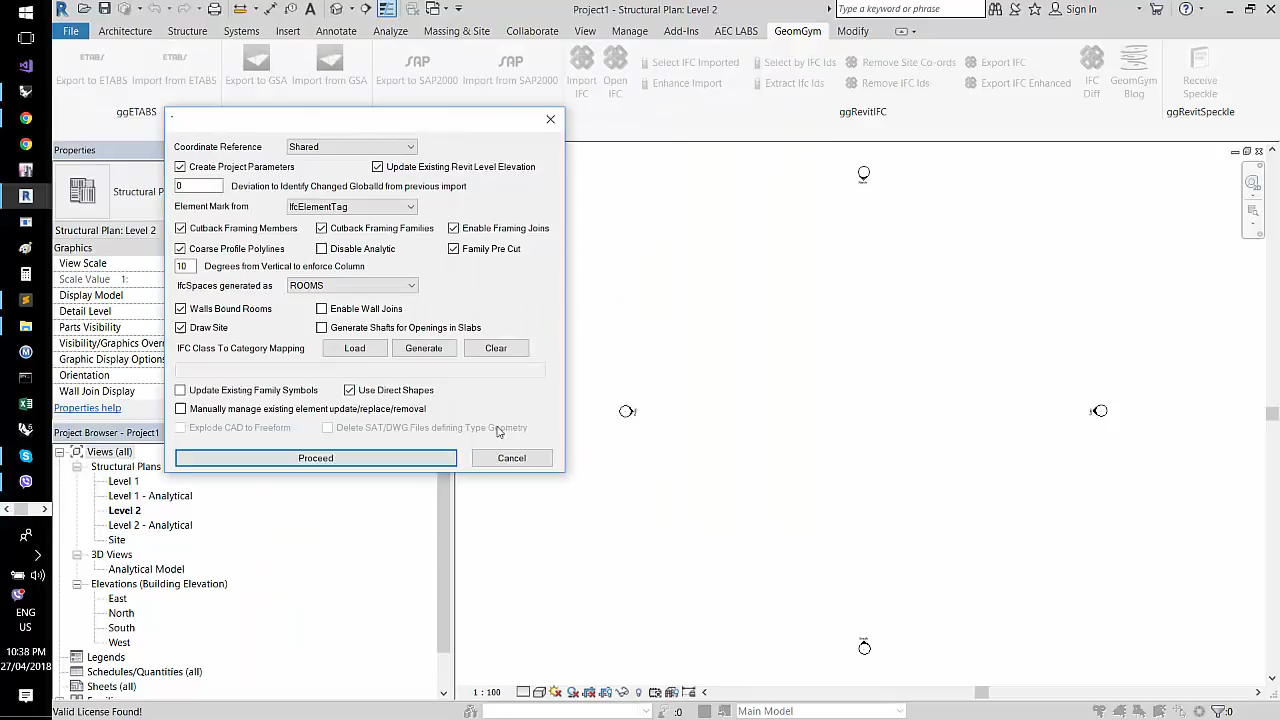 Project1 - Structural Plan: Level 2
Type a keyword or phrase
Sign In
File
Architecture
Structure
Systems
Insert
Annotate
Analyze
Massing & Site
Collaborate
View
Manage
Add-Ins
AEC LABS
GeomGym
Modify
ETABS
ETABS
SAP
SAP
Export to ETABS
Import from ETABS
Export to GSA
Import from GSA
Export to SAP2000
Import from SAP2000
Import
IFC
Open
IFC
Select IFC Imported
Enhance Import
Select by IFC Ids
Extract Ifc Ids
Remove Site Co-ords
Remove IFC Ids
Export IFC
Export IFC Enhanced
IFC
Diff
GeomGym
Blog
Receive
Speckle
ggETABS
ggRevitIFC
ggRevitSpeckle
Coordinate Reference
Shared
Create Project Parameters
Update Existing Revit Level Elevation
0
Deviation to Identify Changed GlobalId from previous import
Element Mark from
IfcElementTag
Cutback Framing Members
Cutback Framing Families
Enable Framing Joins
Coarse Profile Polylines
Disable Analytic
Family Pre Cut
10
Degrees from Vertical to enforce Column
IfcSpaces generated as
ROOMS
Walls Bound Rooms
Enable Wall Joins
Draw Site
Generate Shafts for Openings in Slabs
IFC Class To Category Mapping
Load
Generate
Clear
Update Existing Family Symbols
Use Direct Shapes
Manually manage existing element update/replace/removal
Explode CAD to Freeform
Delete SAT/DWG Files defining Type Geometry
Proceed
Cancel
Properties
Structural P
Structural Plan: Level 2
Graphics
View Scale
Scale Value 1:
Display Model
Detail Level
Parts Visibility
Visibility/Graphics Over
Graphic Display Option
Orientation
Wall Join Display
Properties help
Project Browser - Project1
Views (all)
Structural Plans
Level 1
Level 1 - Analytical
Level 2
Level 2 - Analytical
Site
3D Views
Analytical Model
Elevations (Building Elevation)
East
North
South
West
Legends
Schedules/Quantities (all)
Sheets (all)
1 : 100
Valid License Found!
:0
Main Model
:0
ENG
US
10:38 PM
27/04/2018